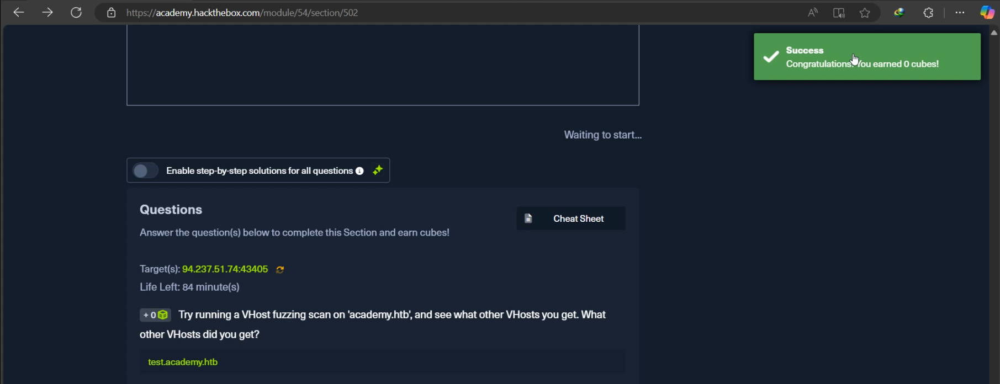 https://academy.hackthebox.com/module/54/section/502
Success
Congratulations! You earned 0 cubes!
Waiting to start...
Enable step-by-step solutions for all questions
Questions
Cheat Sheet
Answer the question(s) below to complete this Section and earn cubes!
Target(s): 94.237.51.74:43405
Life Left: 84 minute(s)
+ 0 Try running a VHost fuzzing scan on 'academy.htb', and see what other VHosts you get. What
other VHosts did you get?
test.academy.htb